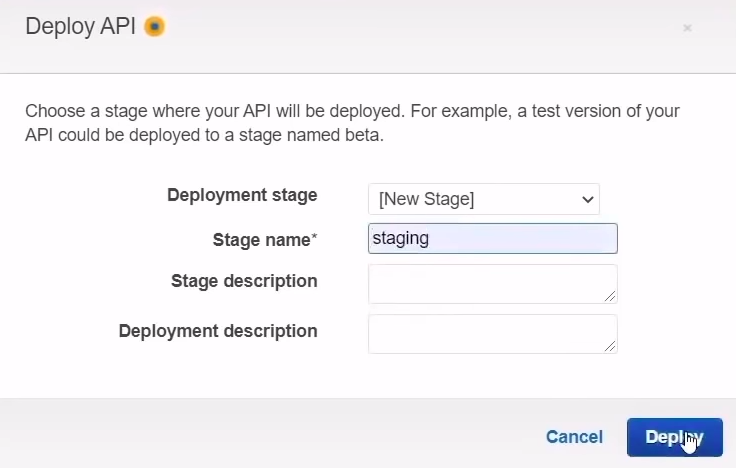 Deploy API
×
Choose a stage where your API will be deployed. For example, a test version of your
API could be deployed to a stage named beta.
Deployment stage [New Stage]
Stage name* staging
Stage description
Deployment description
Cancel Deploy